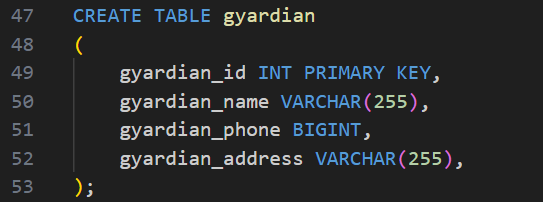 47 CREATE TABLE gyardian
48 (
49 gyardian_id INT PRIMARY KEY,
50 gyardian_name VARCHAR(255),
51 gyardian_phone BIGINT,
52 gyardian_address VARCHAR(255),
53 );